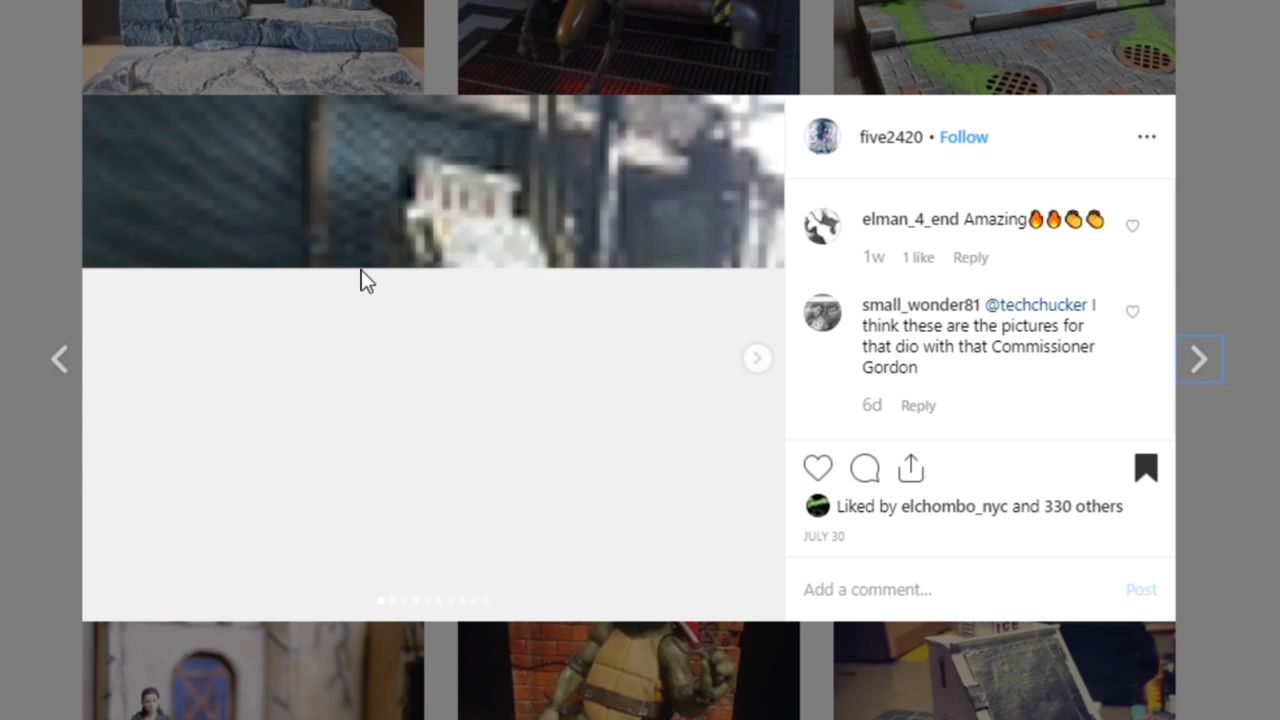 ICE
five2420 • Follow
elman_4_end Amazing🔥🔥👏👏
1w 1 like Reply
small_wonder81 @techchucker I
think these are the pictures for
that dio with that Commissioner
Gordon
6d Reply
Liked by elchombo_nyc and 330 others
JULY 30
Add a comment... Post